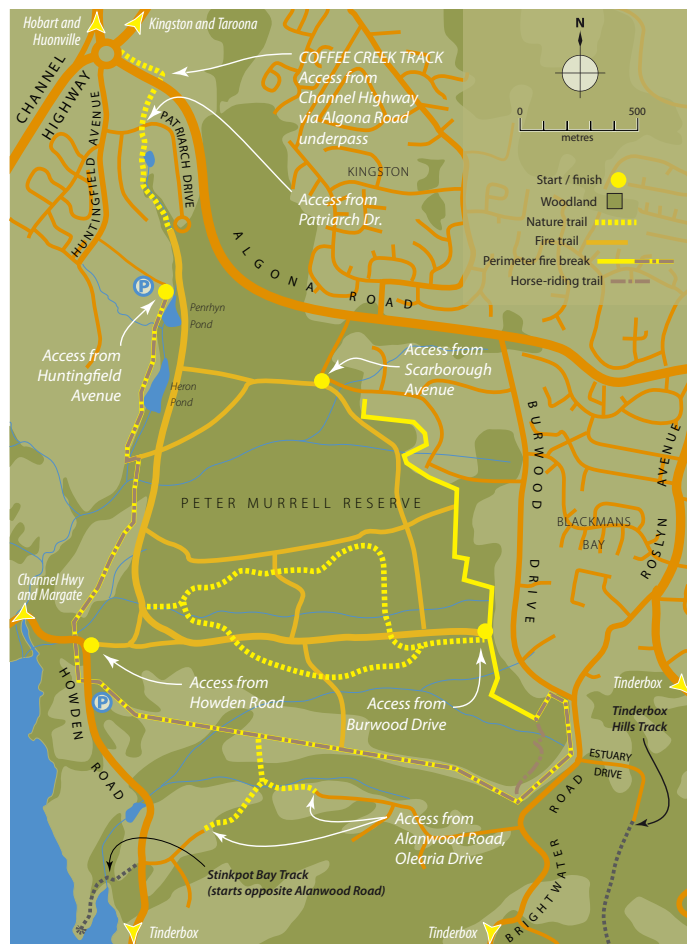 Hobart and
Huonville
Kingston and Taroona
N
CHANNEL
HIGHWAY
COFFEE CREEK TRACK
Access from
Channel Highway
via Algona Road
underpass
0 500
metres
HUNTINGFIELD AVENUE
PATRIARCH DRIVE
KINGSTON
Start / finish
Woodland
Nature trail
Fire trail
Perimeter fire break
Horse-riding trail
Access from
Patriarch Dr.
ALGONA ROAD
P
Penrhyn
Pond
Access from
Huntingfield
Avenue
Access from
Scarborough
Avenue
Heron
Pond
BURWOOD DRIVE
ROSLYN AVENUE
PETER MURRELL RESERVE
BLACKMANS
BAY
Channel Hwy
and Margate
Access from
Howden Road
Access from
Burwood Drive
Tinderbox
P
HOWDEN ROAD
Tinderbox
Hills Track
ESTUARY
DRIVE
Access from
Alanwood Road,
Olearia Drive
BRIGHTWATER ROAD
Stinkpot Bay Track
(starts opposite Alanwood Road)
Tinderbox
Tinderbox